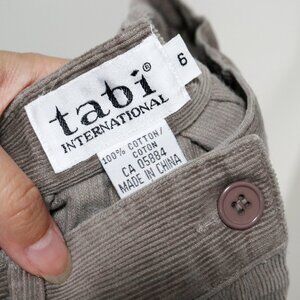 tabi®
INTERNATIONAL
6
100% COTTON/
COTON
CA 05884
MADE IN CHINA